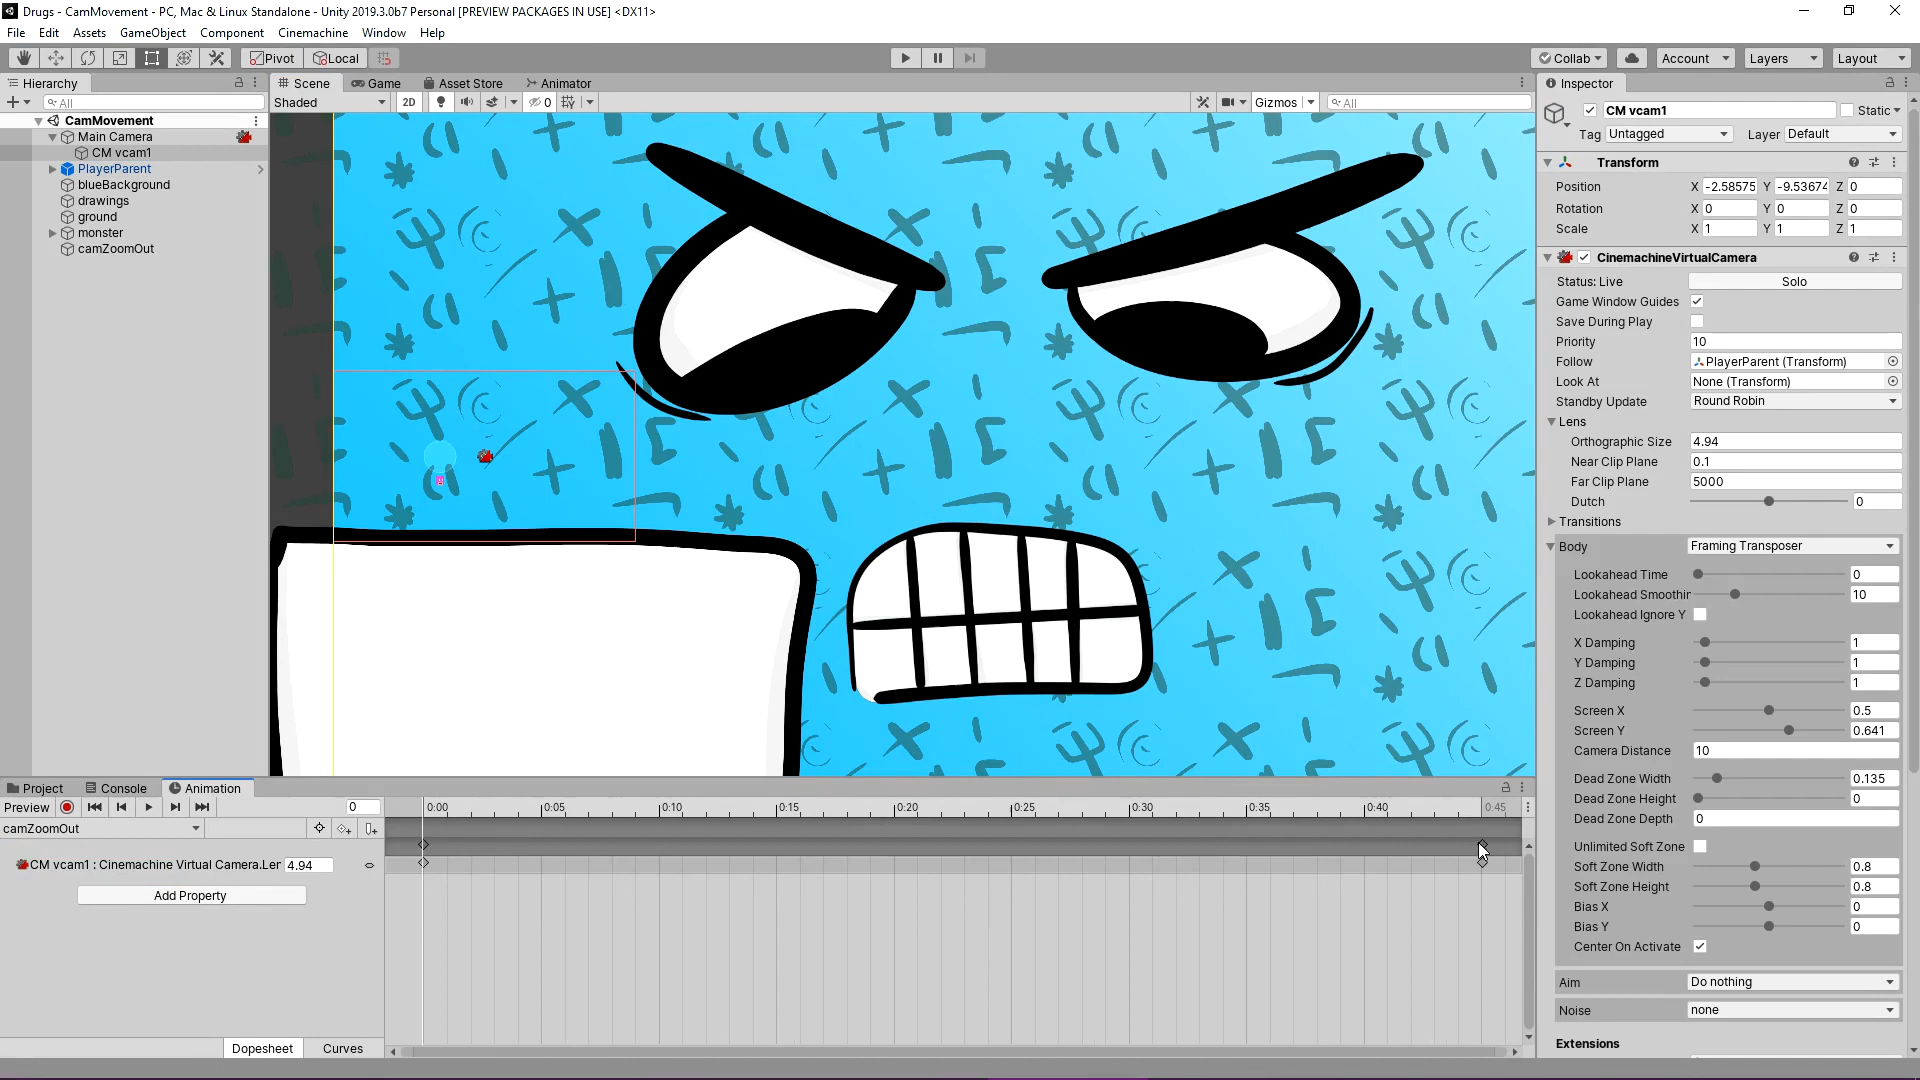 Drugs - CamMovement - PC, Mac & Linux Standalone - Unity 2019.3.0b7 Personal [PREVIEW PACKAGES IN USE] <DX11>
File Edit Assets GameObject Component Cinemachine Window Help
Pivot Local Collab Account Layers Layout
Hierarchy Scene Game Asset Store Animator Inspector
All Shaded 2D 0 Gizmos All
CamMovement
Main Camera
CM vcam1
PlayerParent
blueBackground
drawings
ground
monster
camZoomOut
CM vcam1 Static
Tag Untagged Layer Default
Transform
Position X -2.58575 Y -9.53674 Z 0
Rotation X 0 Y 0 Z 0
Scale X 1 Y 1 Z 1
CinemachineVirtualCamera
Status: Live Solo
Game Window Guides
Save During Play
Priority 10
Follow PlayerParent (Transform)
Look At None (Transform)
Standby Update Round Robin
Lens
Orthographic Size 4.94
Near Clip Plane 0.1
Far Clip Plane 5000
Dutch 0
Transitions
Body Framing Transposer
Lookahead Time 0
Lookahead Smoothin 10
Lookahead Ignore Y
X Damping 1
Y Damping 1
Z Damping 1
Screen X 0.5
Screen Y 0.641
Camera Distance 10
Dead Zone Width 0.135
Dead Zone Height 0
Dead Zone Depth 0
Unlimited Soft Zone
Soft Zone Width 0.8
Soft Zone Height 0.8
Bias X 0
Bias Y 0
Center On Activate
Aim Do nothing
Noise none
Extensions
Project Console Animation
Preview 0 0:00 0:05 0:10 0:15 0:20 0:25 0:30 0:35 0:40 0:45
camZoomOut
CM vcam1 : Cinemachine Virtual Camera.Ler 4.94
Add Property
Dopesheet Curves